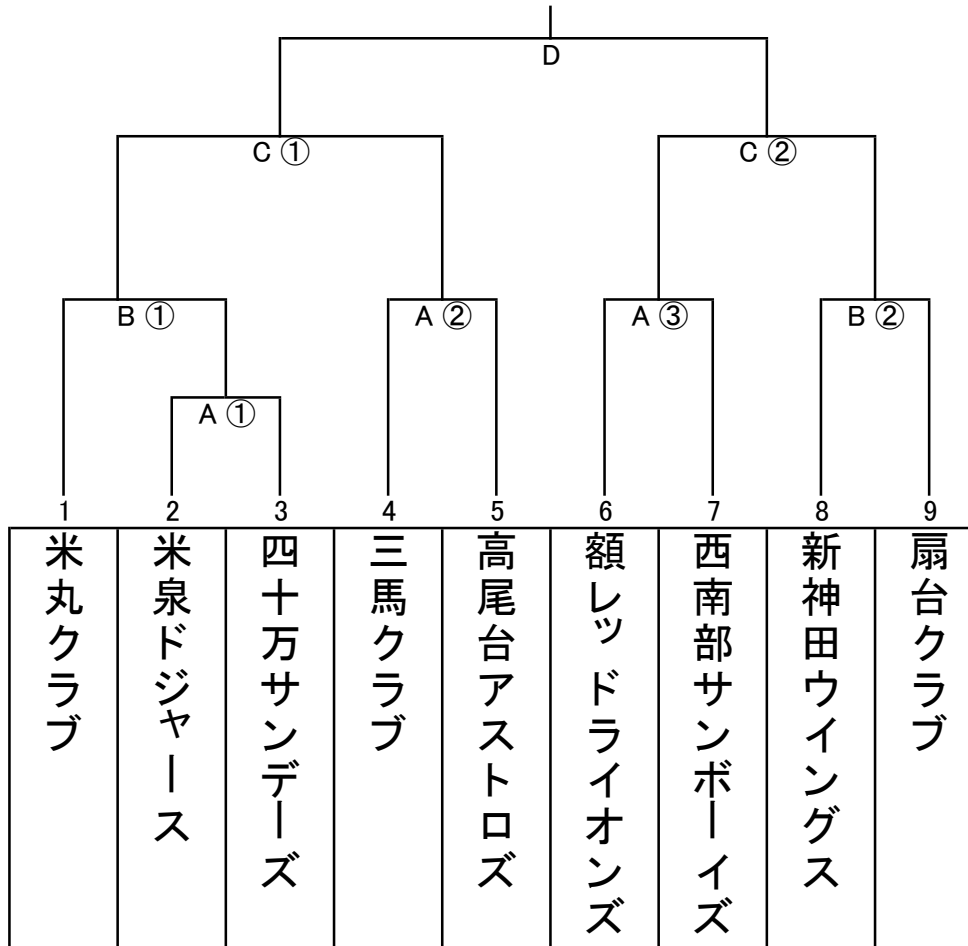 D
C ①
C ②
B ①
A ②
A ③
B ②
A ①
1
2
3
4
5
6
7
8
9
米丸クラブ
米泉ドジャース
四十万サンデーズ
三馬クラブ
高尾台アストロズ
額レッドライオンズ
西南部サンボーイズ
新神田ウイングス
扇台クラブ